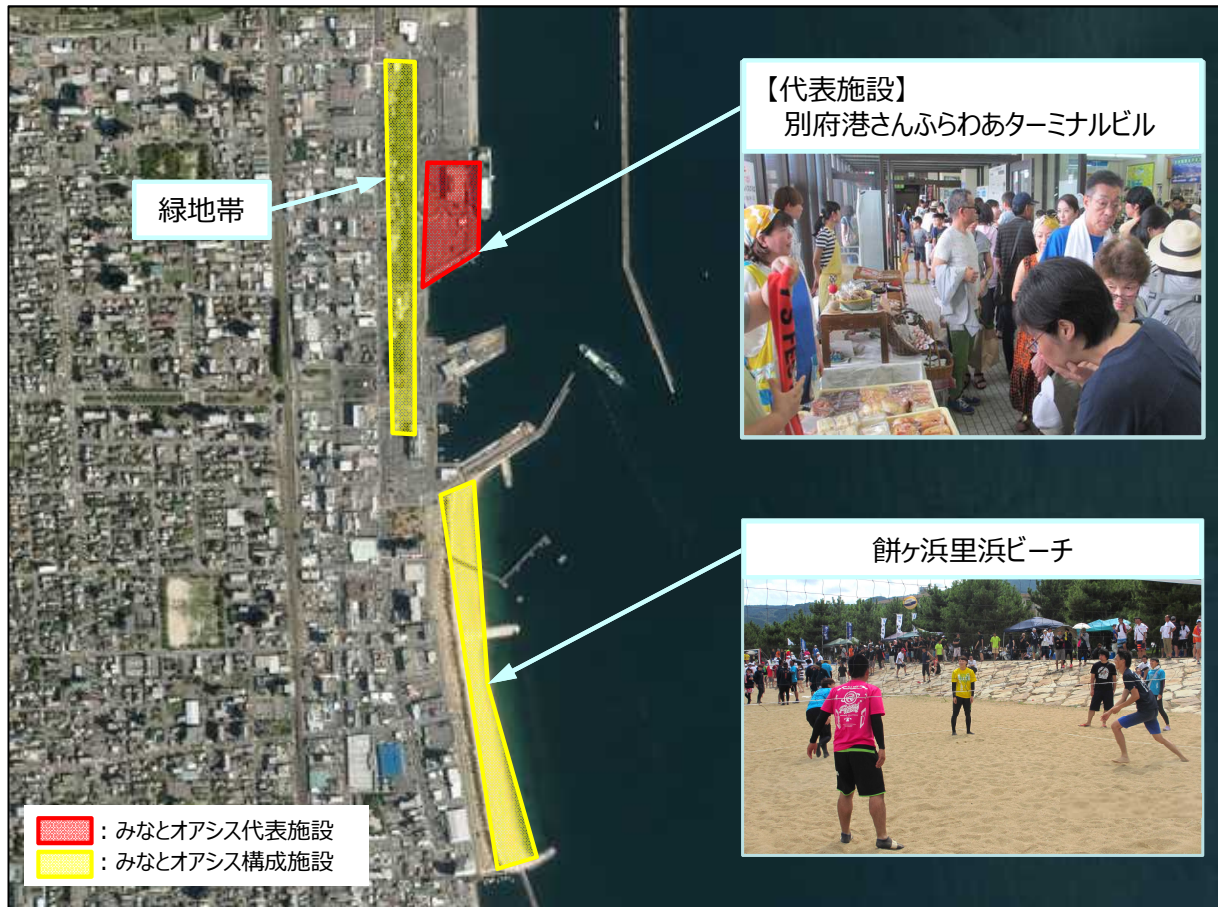 【代表施設】
別府港さんふらわあターミナルビル
緑地帯
餅ヶ浜里浜ビーチ
：みなとオアシス代表施設
：みなとオアシス構成施設